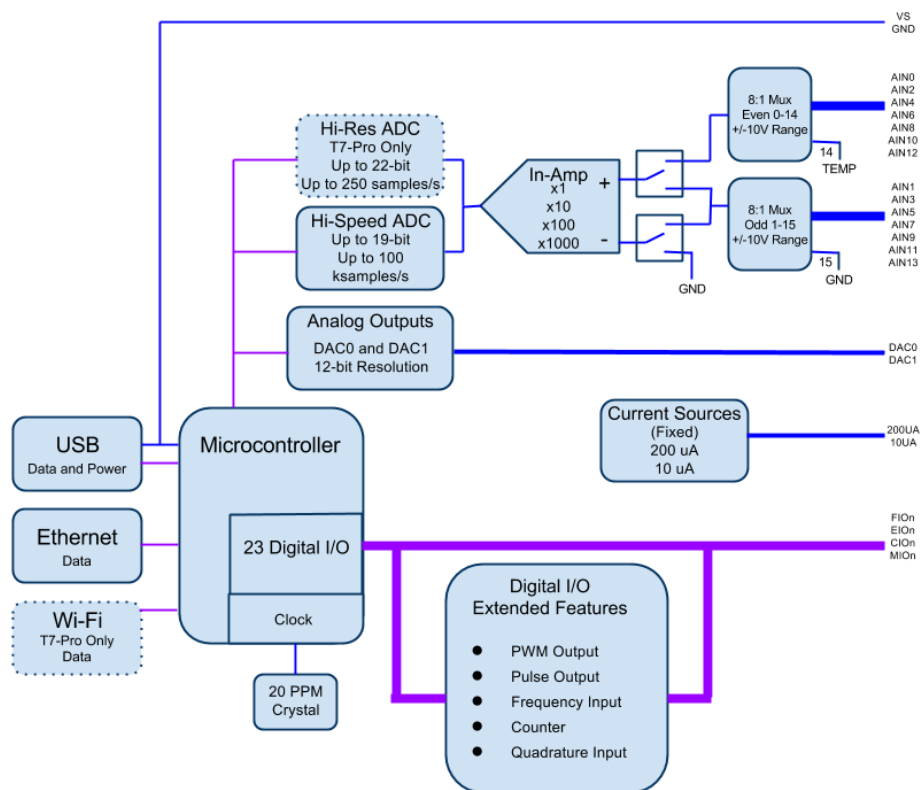 VS
GND
Hi-Res ADC
T7-Pro Only
Up to 22-bit
Up to 250 samples/s
Hi-Speed ADC
Up to 19-bit
Up to 100
ksamples/s
In-Amp
x1
x10
x100
x1000
+
-
GND
8:1 Mux
Even 0-14
+/-10V Range
14
TEMP
AIN0
AIN2
AIN4
AIN6
AIN8
AIN10
AIN12
8:1 Mux
Odd 1-15
+/-10V Range
15
GND
AIN1
AIN3
AIN5
AIN7
AIN9
AIN11
AIN13
Analog Outputs
DAC0 and DAC1
12-bit Resolution
DAC0
DAC1
Current Sources
(Fixed)
200 uA
10 uA
200UA
10UA
USB
Data and Power
Ethernet
Data
Wi-Fi
T7-Pro Only
Data
Microcontroller
23 Digital I/O
Clock
20 PPM
Crystal
FIOn
EIOn
CIOn
MIOn
Digital I/O
Extended Features
● PWM Output
● Pulse Output
● Frequency Input
● Counter
● Quadrature Input